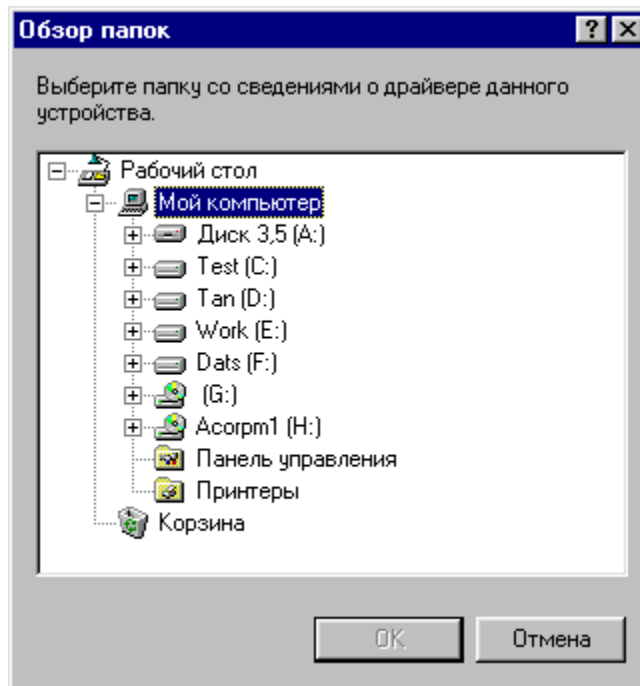 Обзор папок
Выберите папку со сведениями о драйвере данного
устройства.
Рабочий стол
Мой компьютер
Диск 3,5 (A:)
Test (C:)
Tan (D:)
Work (E:)
Dats (F:)
(G:)
Acorpm1 (H:)
Панель управления
Принтеры
Корзина
OK Отмена